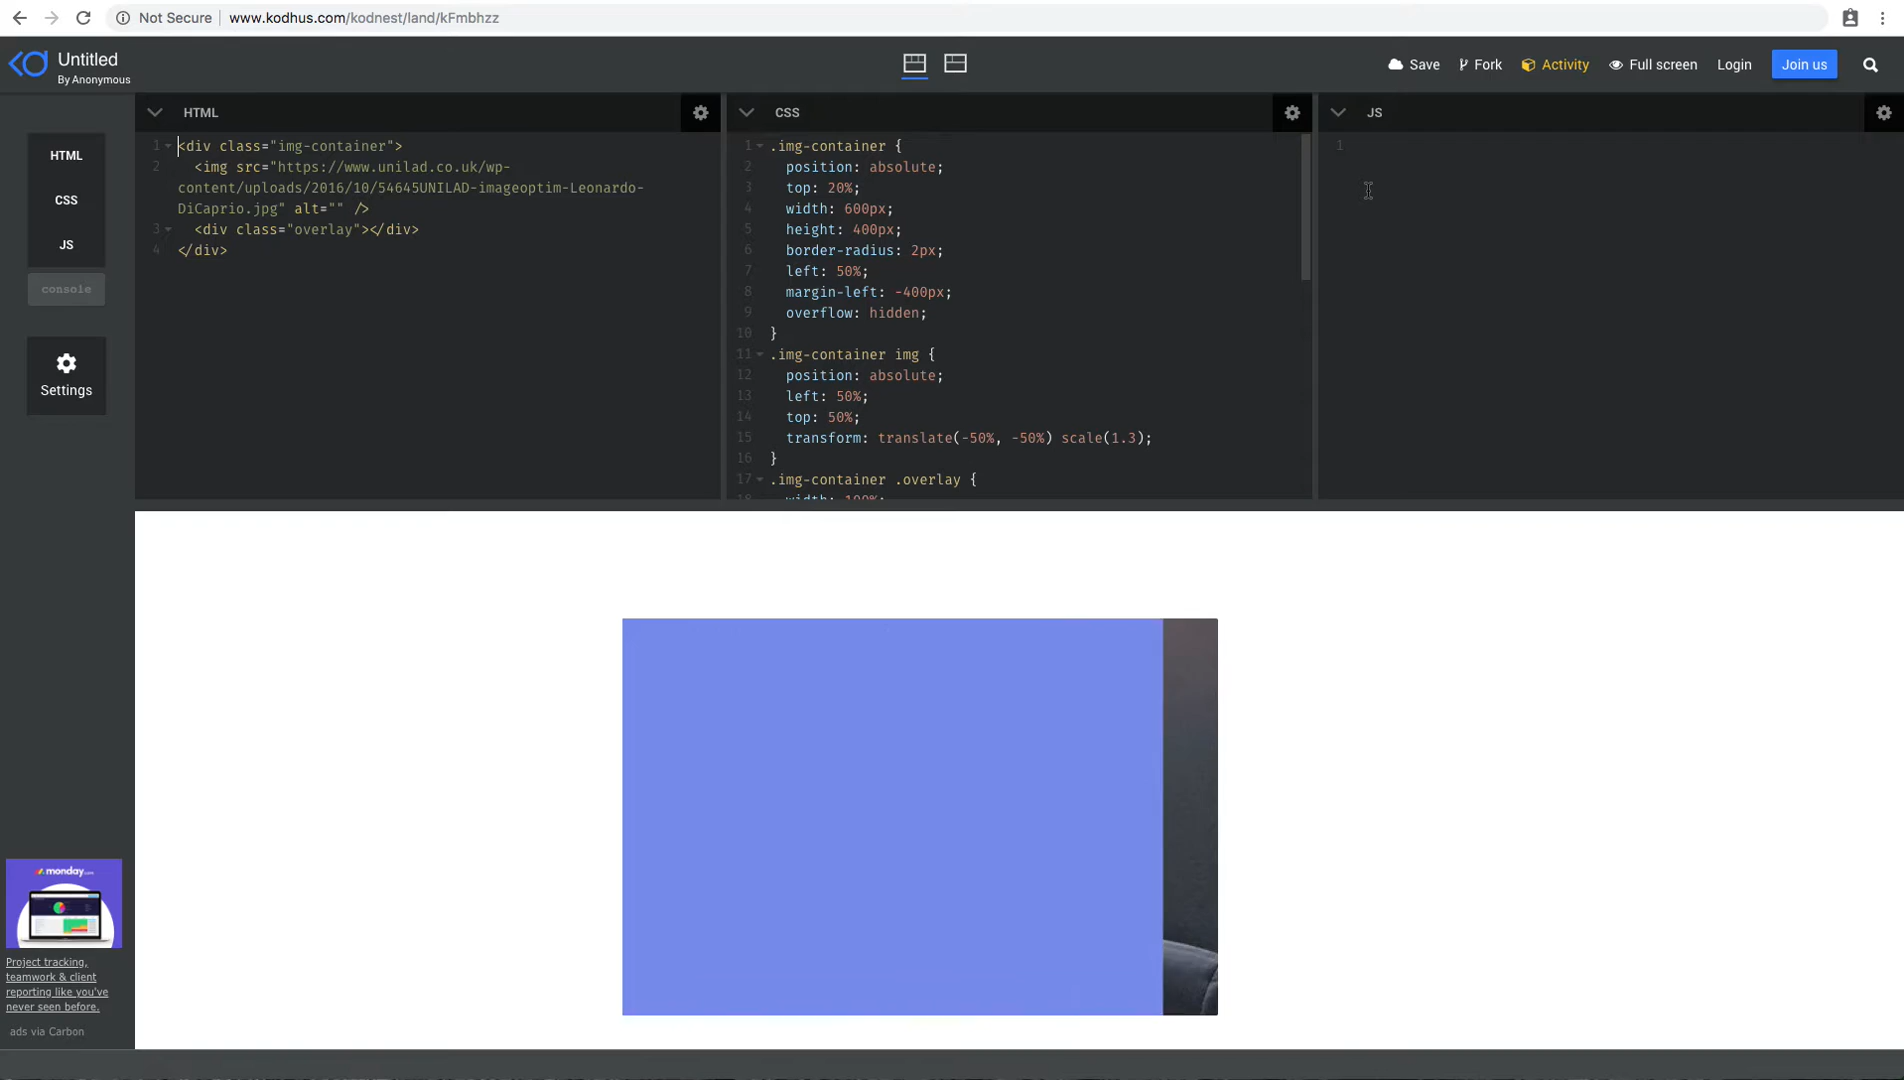 Not Secure www.kodhus.com/kodnest/land/kFmbhzz
Untitled
By Anonymous
Save Fork Activity Full screen Login Join us
HTML
CSS
JS
console
Settings
HTML
1 <div class="img-container">
2 <img src="https://www.unilad.co.uk/wp-
content/uploads/2016/10/54645UNILAD-imageoptim-Leonardo-
DiCaprio.jpg" alt="" />
3 <div class="overlay"></div>
4 </div>
CSS
1 .img-container {
2 position: absolute;
3 top: 20%;
4 width: 600px;
5 height: 400px;
6 border-radius: 2px;
7 left: 50%;
8 margin-left: -400px;
9 overflow: hidden;
10 }
11 .img-container img {
12 position: absolute;
13 left: 50%;
14 top: 50%;
15 transform: translate(-50%, -50%) scale(1.3);
16 }
17 .img-container .overlay {
18 width: 100%;
JS
1
monday.com
Project tracking,
teamwork & client
reporting like you've
never seen before.
ads via Carbon